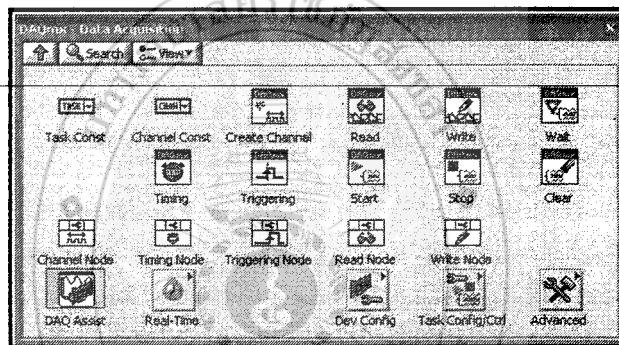 DAQmx - Data Acquisition
Search View
TASK CHAN
Task Const Channel Const Create Channel Read Write Wait
Timing Triggering Start Stop Clear
Channel Node Timing Node Triggering Node Read Node Write Node
DAQ Assist Real-Time Dev Config Task Config/Ctrl Advanced